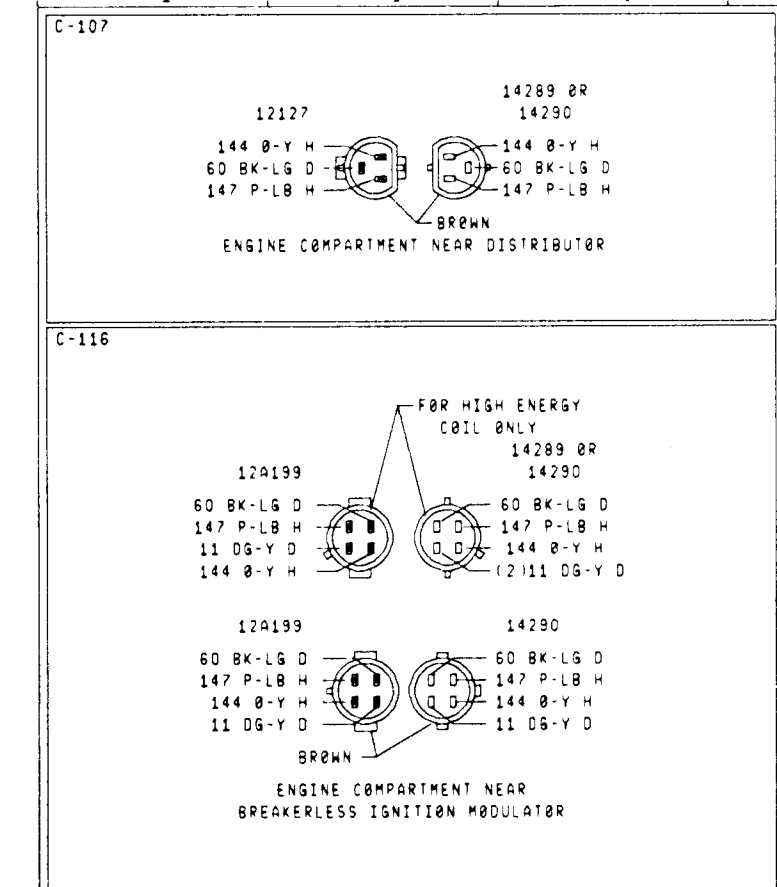 C-107
14289 OR
12127 14290
144 O-Y H 144 O-Y H
60 BK-LG D 60 BK-LG D
147 P-LB H 147 P-LB H
BROWN
ENGINE COMPARTMENT NEAR DISTRIBUTOR
C-116
FOR HIGH ENERGY
COIL ONLY
14289 OR
12A199 14290
60 BK-LG D 60 BK-LG D
147 P-LB H 147 P-LB H
11 DG-Y D 144 O-Y H
144 O-Y H (2)11 DG-Y D
12A199 14290
60 BK-LG D 60 BK-LG D
147 P-LB H 147 P-LB H
144 O-Y H 144 O-Y H
11 DG-Y D 11 DG-Y D
BROWN
ENGINE COMPARTMENT NEAR
BREAKERLESS IGNITION MODULATOR